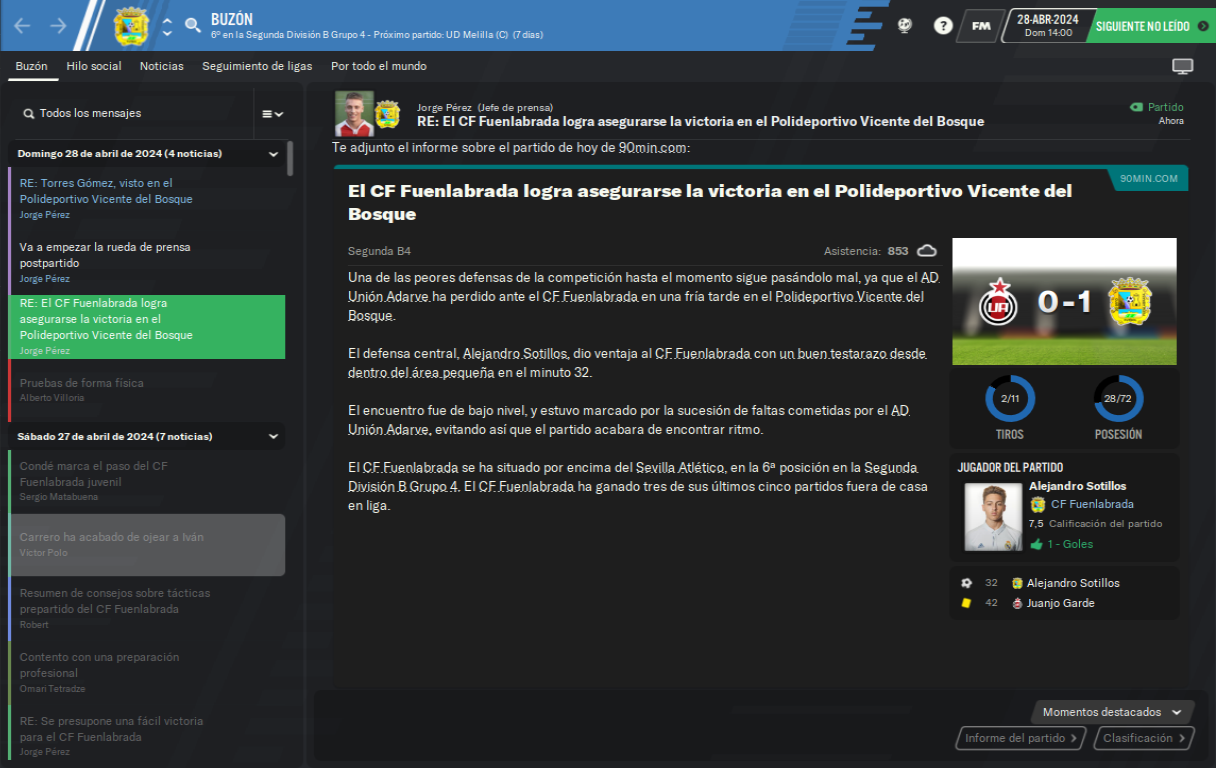 BUZÓN
6º en la Segunda División B Grupo 4 - Próximo partido: UD Melilla (C) (7 días)
?
FM
28-ABR-2024
Dom 14:00
SIGUIENTE NO LEÍDO
Buzón
Hilo social
Noticias
Seguimiento de ligas
Por todo el mundo
Todos los mensajes
Domingo 28 de abril de 2024 (4 noticias)
RE: Torres Gómez, visto en el
Polideportivo Vicente del Bosque
Jorge Pérez
Va a empezar la rueda de prensa
postpartido
Jorge Pérez
RE: El CF Fuenlabrada logra
asegurarse la victoria en el
Polideportivo Vicente del Bosque
Jorge Pérez
Pruebas de forma física
Alberto Villoria
Sábado 27 de abril de 2024 (7 noticias)
Condé marca el paso del CF
Fuenlabrada juvenil
Sergio Matabuena
Carrero ha acabado de ojear a Iván
Víctor Polo
Resumen de consejos sobre tácticas
prepartido del CF Fuenlabrada
Robert
Contento con una preparación
profesional
Omari Tetradze
RE: Se presupone una fácil victoria
para el CF Fuenlabrada
Jorge Pérez
Jorge Pérez (Jefe de prensa)
RE: El CF Fuenlabrada logra asegurarse la victoria en el Polideportivo Vicente del Bosque
Partido
Ahora
Te adjunto el informe sobre el partido de hoy de 90min.com:
90MIN.COM
El CF Fuenlabrada logra asegurarse la victoria en el Polideportivo Vicente del
Bosque
Segunda B4
Asistencia: 853
Una de las peores defensas de la competición hasta el momento sigue pasándolo mal, ya que el AD
Unión Adarve ha perdido ante el CF Fuenlabrada en una fría tarde en el Polideportivo Vicente del
Bosque.
El defensa central, Alejandro Sotillos, dio ventaja al CF Fuenlabrada con un buen testarazo desde
dentro del área pequeña en el minuto 32.
El encuentro fue de bajo nivel, y estuvo marcado por la sucesión de faltas cometidas por el AD
Unión Adarve, evitando así que el partido acabara de encontrar ritmo.
El CF Fuenlabrada se ha situado por encima del Sevilla Atlético, en la 6ª posición en la Segunda
División B Grupo 4. El CF Fuenlabrada ha ganado tres de sus últimos cinco partidos fuera de casa
en liga.
UA
0 - 1
2/11
28/72
TIROS
POSESIÓN
JUGADOR DEL PARTIDO
Alejandro Sotillos
CF Fuenlabrada
7,5 Calificación del partido
1 - Goles
32 Alejandro Sotillos
42 Juanjo Garde
Momentos destacados
Informe del partido
Clasificación